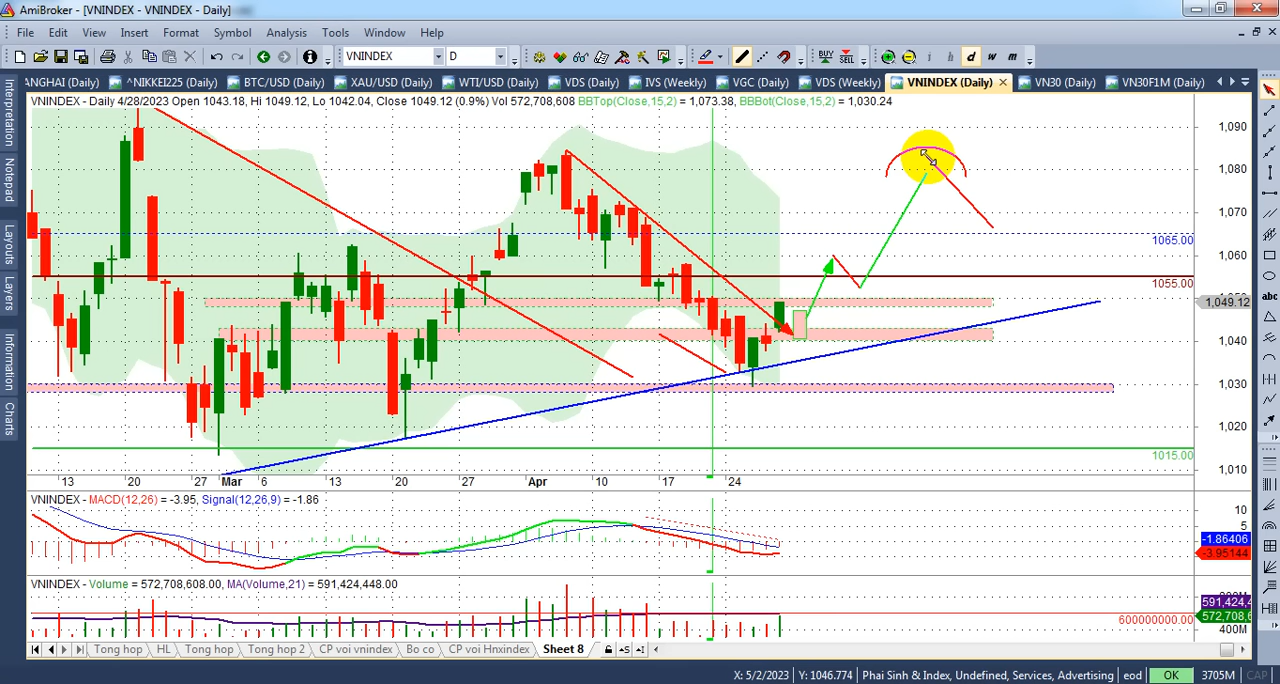 AmiBroker - [VNINDEX - VNINDEX - Daily]
File Edit View Insert Format Symbol Analysis Tools Window Help
VNINDEX D BUY SELL i h d w m
ANGHAI (Daily) ^NIKKEI225 (Daily) BTC/USD (Daily) XAU/USD (Daily) WTI/USD (Daily) VDS (Daily) IVS (Weekly) VGC (Daily) VDS (Weekly) VNINDEX (Daily) VN30 (Daily) VN30F1M (Daily)
Interpretation
Notepad
Layouts
Layers
Information
Charts
VNINDEX - Daily 4/28/2023 Open 1043.18, Hi 1049.12, Lo 1042.04, Close 1049.12 (0.9%) Vol 572,708,608 BBTop(Close,15,2) = 1,073.38, BBBot(Close,15,2) = 1,030.24
1,090
1,080
1,070
1065.00
1,060
1055.00
1,049.12
1,040
1,030
1,020
1015.00
1,010
13 20 27 Mar 6 13 20 27 Apr 10 17 24
VNINDEX - MACD(12,26) = -3.95, Signal(12,26,9) = -1.86
10
5
-1.86406
-3.95144
VNINDEX - Volume = 572,708,608.00, MA(Volume,21) = 591,424,448.00
591,424,4
572,708,6
600000000.00
400M
Tong hop HL Tong hop Tong hop 2 CP voi vnindex Bo co CP voi Hnxindex Sheet 8
X: 5/2/2023 Y: 1046.774 Phai Sinh & Index, Undefined, Services, Advertising eod OK 3705M CAP
abc